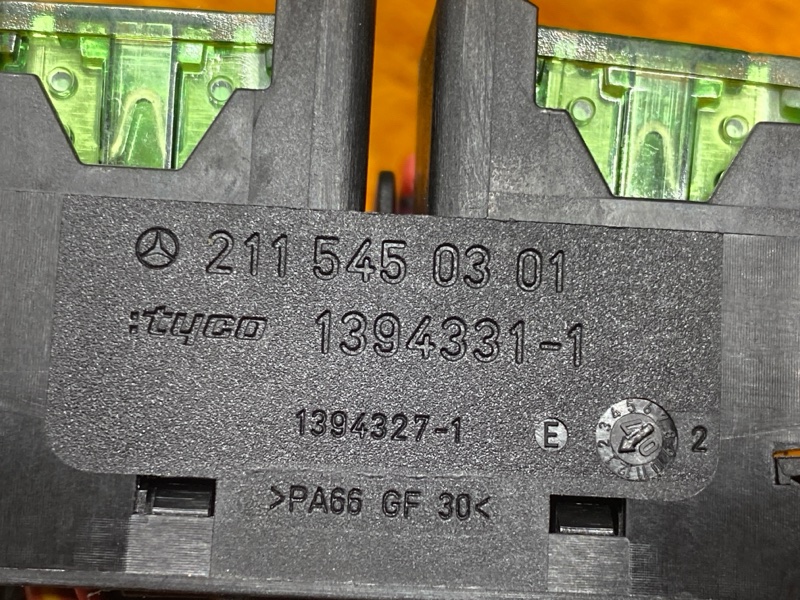 211 545 03 01
:tyco 1394331-1
1394327-1 E 2
>PA66 GF 30<